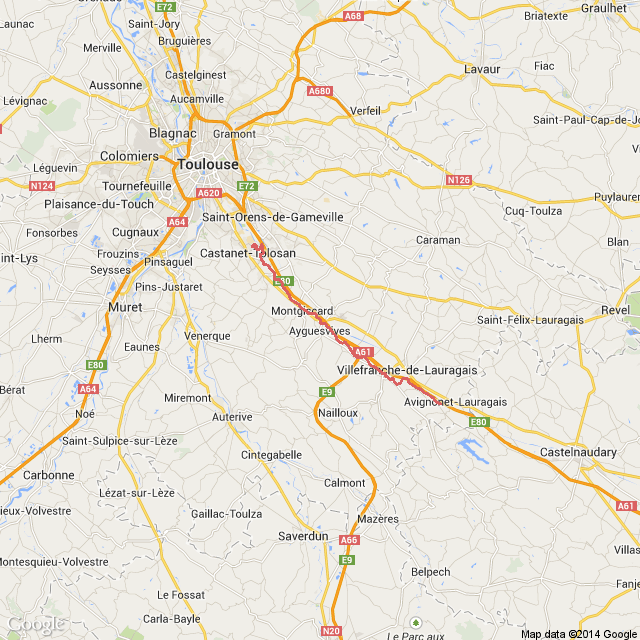 E72
Saint-Jory
Launac
Bruguières
Merville
A68
Briatexte
Graulhet
Lavaur
Fiac
Castelginest
Aussonne
A680
Aucamville
Lévignac
Verfeil
Blagnac
Gramont
Saint-Paul-Cap-de-Jo
Colomiers
Toulouse
Léguevin
N124
Tournefeuille
E72
N126
A620
Plaisance-du-Touch
Puylaurens
A64
Saint-Orens-de-Gameville
Cuq-Toulza
Fonsorbes
Cugnaux
Caraman
Blan
Frouzins
Castanet-Tolosan
Seysses
Pinsaguel
E80
Pins-Justaret
Muret
Montgiscard
Revel
Saint-Félix-Lauragais
Ayguesvives
Lherm
Venerque
Eaunes
A61
E80
Villefranche-de-Lauragais
Bérat
A64
E9
Miremont
Avignonet-Lauragais
Noé
Auterive
Nailloux
E80
Saint-Sulpice-sur-Lèze
Castelnaudary
Cintegabelle
Carbonne
Calmont
Lézat-sur-Lèze
A61
Gaillac-Toulza
Mazères
Saverdun
A66
Villas
Montesquieu-Volvestre
E9
Belpech
Fanje
Le Fossat
Carla-Bayle
N20
Le Parc aux
Google
Map data ©2014 Google